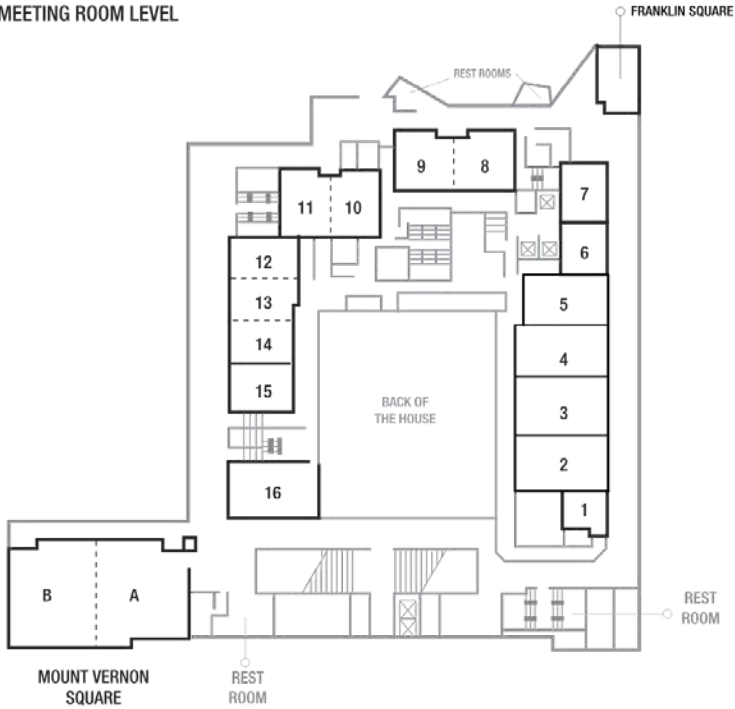 MEETING ROOM LEVEL
FRANKLIN SQUARE
REST ROOMS
9
8
7
11
10
6
12
13
5
14
4
15
BACK OF
THE HOUSE
3
2
16
1
B
A
REST
ROOM
MOUNT VERNON
SQUARE
REST
ROOM